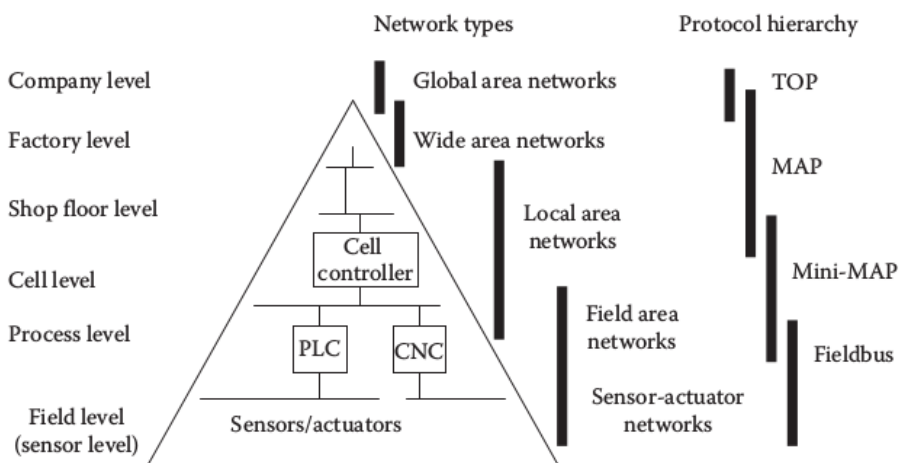 Network types
Protocol hierarchy
Company level
Global area networks
TOP
Factory level
Wide area networks
MAP
Shop floor level
Local area
networks
Cell
controller
Cell level
Mini-MAP
Process level
Field area
networks
PLC
CNC
Fieldbus
Sensor-actuator
networks
Field level
(sensor level)
Sensors/actuators